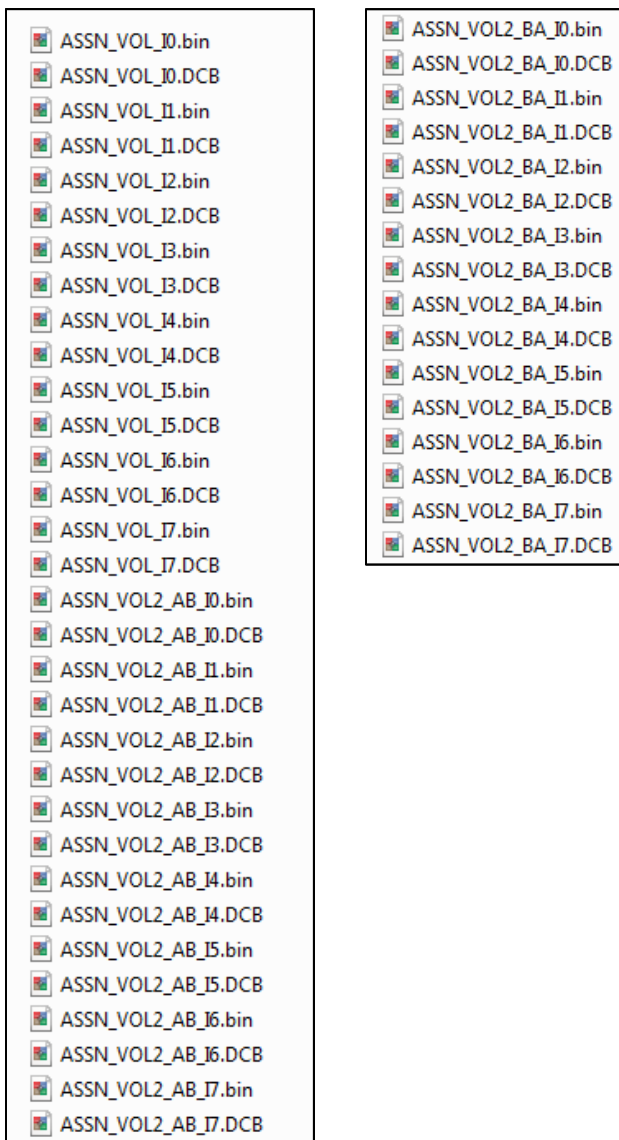 ASSN_VOL_I0.bin
ASSN_VOL_I0.DCB
ASSN_VOL_I1.bin
ASSN_VOL_I1.DCB
ASSN_VOL_I2.bin
ASSN_VOL_I2.DCB
ASSN_VOL_I3.bin
ASSN_VOL_I3.DCB
ASSN_VOL_I4.bin
ASSN_VOL_I4.DCB
ASSN_VOL_I5.bin
ASSN_VOL_I5.DCB
ASSN_VOL_I6.bin
ASSN_VOL_I6.DCB
ASSN_VOL_I7.bin
ASSN_VOL_I7.DCB
ASSN_VOL2_AB_I0.bin
ASSN_VOL2_AB_I0.DCB
ASSN_VOL2_AB_I1.bin
ASSN_VOL2_AB_I1.DCB
ASSN_VOL2_AB_I2.bin
ASSN_VOL2_AB_I2.DCB
ASSN_VOL2_AB_I3.bin
ASSN_VOL2_AB_I3.DCB
ASSN_VOL2_AB_I4.bin
ASSN_VOL2_AB_I4.DCB
ASSN_VOL2_AB_I5.bin
ASSN_VOL2_AB_I5.DCB
ASSN_VOL2_AB_I6.bin
ASSN_VOL2_AB_I6.DCB
ASSN_VOL2_AB_I7.bin
ASSN_VOL2_AB_I7.DCB
ASSN_VOL2_BA_I0.bin
ASSN_VOL2_BA_I0.DCB
ASSN_VOL2_BA_I1.bin
ASSN_VOL2_BA_I1.DCB
ASSN_VOL2_BA_I2.bin
ASSN_VOL2_BA_I2.DCB
ASSN_VOL2_BA_I3.bin
ASSN_VOL2_BA_I3.DCB
ASSN_VOL2_BA_I4.bin
ASSN_VOL2_BA_I4.DCB
ASSN_VOL2_BA_I5.bin
ASSN_VOL2_BA_I5.DCB
ASSN_VOL2_BA_I6.bin
ASSN_VOL2_BA_I6.DCB
ASSN_VOL2_BA_I7.bin
ASSN_VOL2_BA_I7.DCB